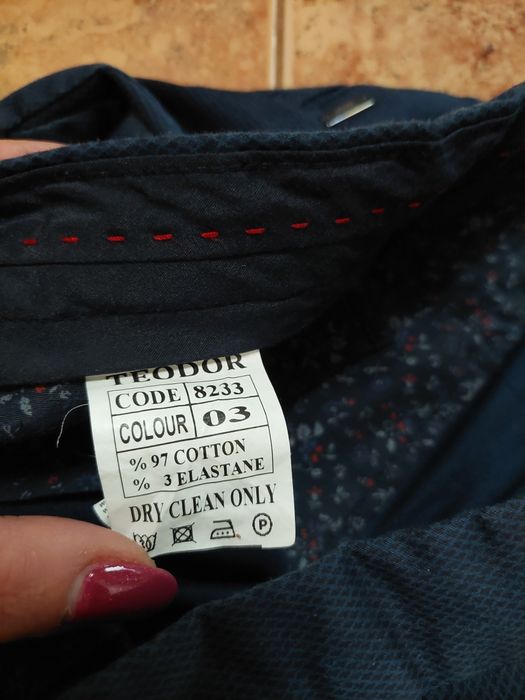 TEODOR
CODE 8233
COLOUR 03
% 97 COTTON
% 3 ELASTANE
DRY CLEAN ONLY
P